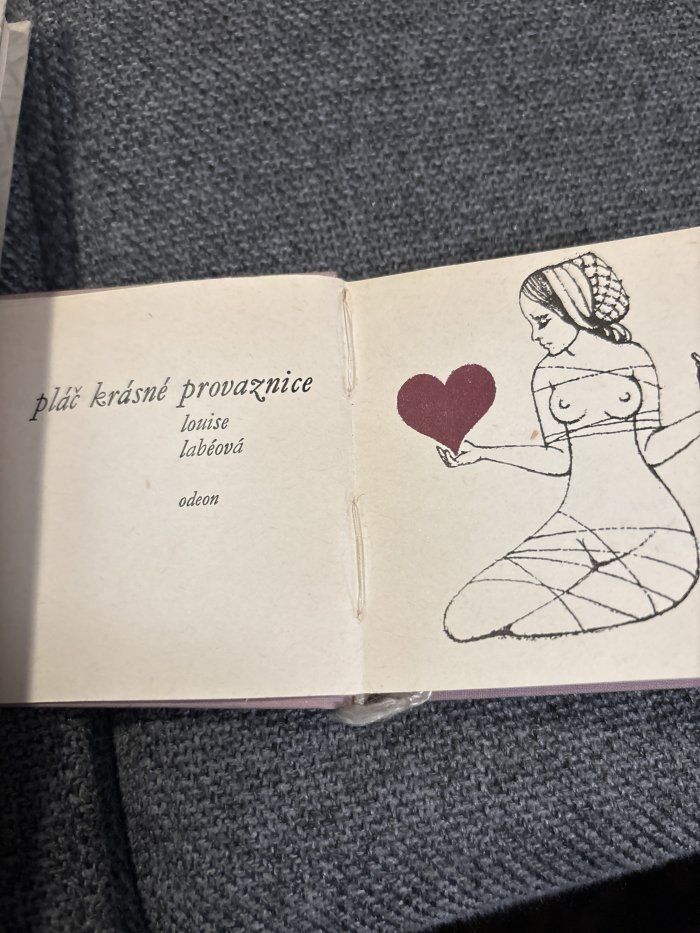 pláč krásné provaznice
louise
labéová
odeon